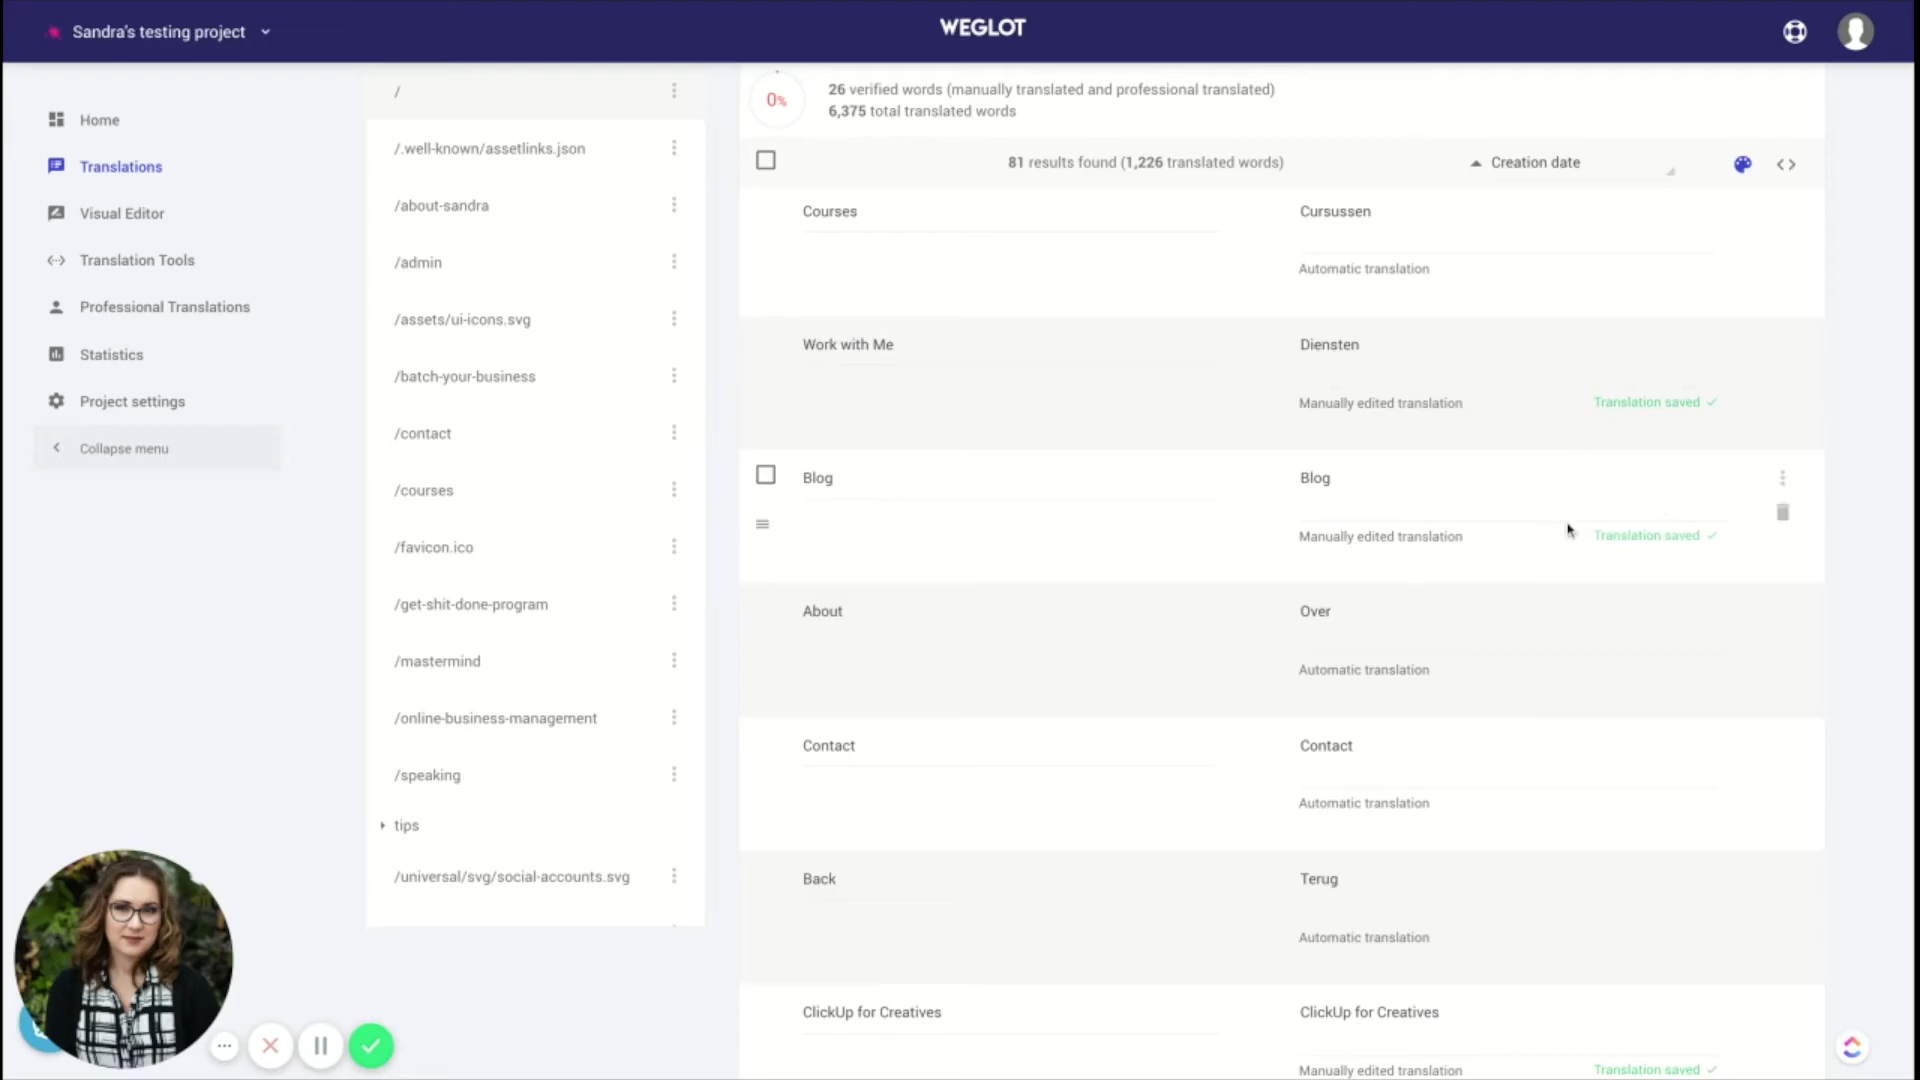 Sandra's testing project
WEGLOT
Home
Translations
Visual Editor
Translation Tools
Professional Translations
Statistics
Project settings
Collapse menu
/
/.well-known/assetlinks.json
/about-sandra
/admin
/assets/ui-icons.svg
/batch-your-business
/contact
/courses
/favicon.ico
/get-shit-done-program
/mastermind
/online-business-management
/speaking
tips
/universal/svg/social-accounts.svg
0%
26 verified words (manually translated and professional translated)
6,375 total translated words
81 results found (1,226 translated words)
Creation date
Courses
Cursussen
Automatic translation
Work with Me
Diensten
Manually edited translation
Translation saved
Blog
Blog
Manually edited translation
Translation saved
About
Over
Automatic translation
Contact
Contact
Automatic translation
Back
Terug
Automatic translation
ClickUp for Creatives
ClickUp for Creatives
Manually edited translation
Translation saved